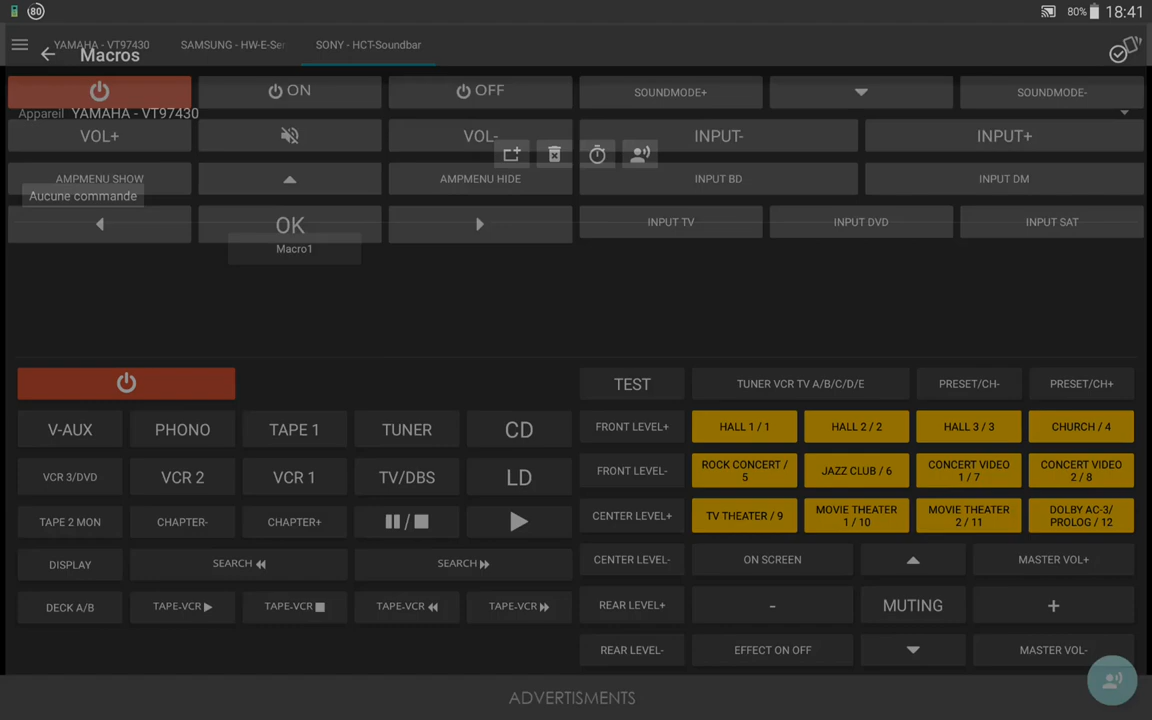 80
80%
18:41
YAMAHA - VT97430
SAMSUNG - HW-E-Ser
SONY - HCT-Soundbar
Macros
ON
OFF
SOUNDMODE+
SOUNDMODE-
Appareil YAMAHA - VT97430
VOL+
VOL-
INPUT-
INPUT+
AMPMENU SHOW
AMPMENU HIDE
INPUT BD
INPUT DM
Aucune commande
OK
INPUT TV
INPUT DVD
INPUT SAT
Macro1
TEST
TUNER VCR TV A/B/C/D/E
PRESET/CH-
PRESET/CH+
V-AUX
PHONO
TAPE 1
TUNER
CD
FRONT LEVEL+
HALL 1 / 1
HALL 2 / 2
HALL 3 / 3
CHURCH / 4
VCR 3/DVD
VCR 2
VCR 1
TV/DBS
LD
FRONT LEVEL-
ROCK CONCERT /
5
JAZZ CLUB / 6
CONCERT VIDEO
1 / 7
CONCERT VIDEO
2 / 8
TAPE 2 MON
CHAPTER-
CHAPTER+
CENTER LEVEL+
TV THEATER / 9
MOVIE THEATER
1 / 10
MOVIE THEATER
2 / 11
DOLBY AC-3/
PROLOG / 12
DISPLAY
SEARCH
SEARCH
CENTER LEVEL-
ON SCREEN
MASTER VOL+
DECK A/B
TAPE-VCR
TAPE-VCR
TAPE-VCR
TAPE-VCR
REAR LEVEL+
-
MUTING
+
REAR LEVEL-
EFFECT ON OFF
MASTER VOL-
ADVERTISMENTS